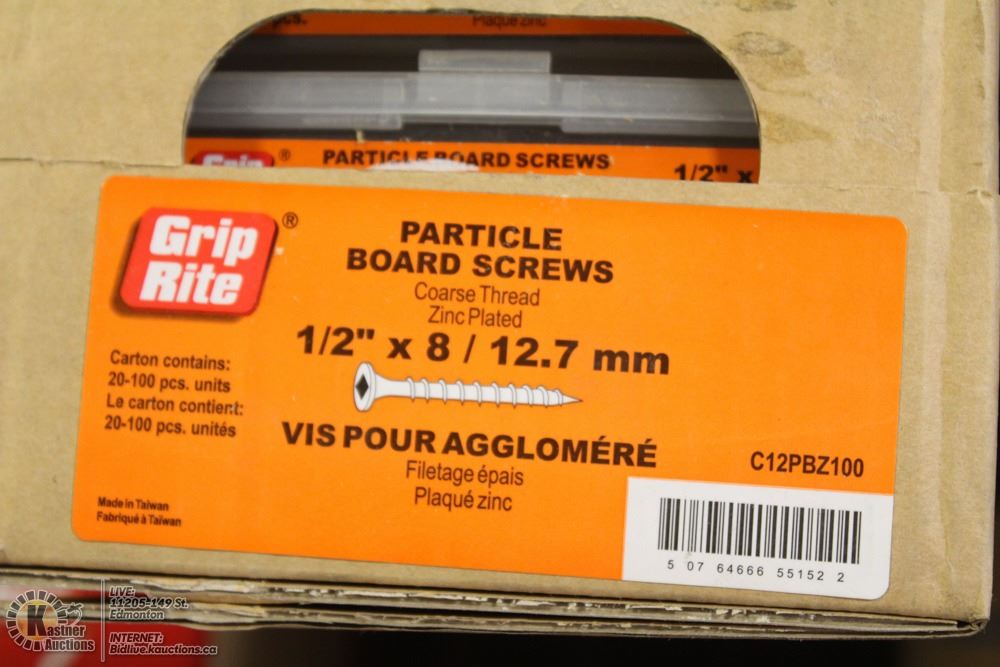 pcs.
Plaqué zinc
Grip ®
PARTICLE BOARD SCREWS
1/2" x
Grip
Rite ®
PARTICLE
BOARD SCREWS
Coarse Thread
Zinc Plated
1/2" x 8 / 12.7 mm
Carton contains:
20-100 pcs. units
Le carton contient:
20-100 pcs. unités
VIS POUR AGGLOMÉRÉ
Filetage épais
Plaqué zinc
C12PBZ100
Made in Taiwan
Fabriqué à Taïwan
5 07 64666 55152 2
Kastner
Auctions
LIVE:
11205-149 St.
Edmonton
INTERNET:
Bidlive.kauctions.ca